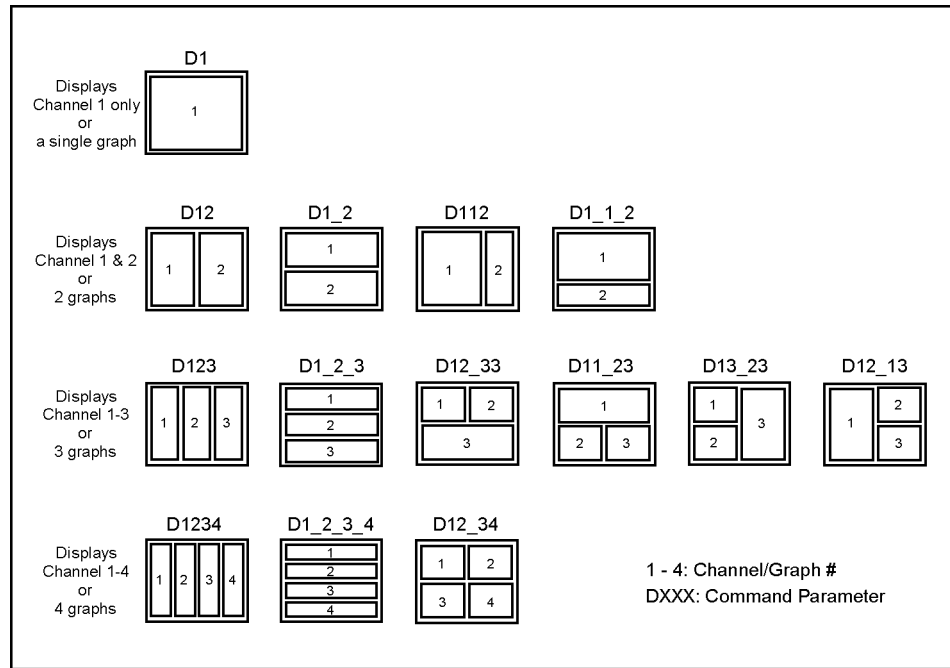 D1
Displays
Channel 1 only
or
a single graph
1
D12 D1_2 D112 D1_1_2
Displays
Channel 1 & 2
or
2 graphs
1 2
1
2
1 2
1
2
D123 D1_2_3 D12_33 D11_23 D13_23 D12_13
Displays
Channel 1-3
or
3 graphs
1 2 3
1
2
3
1 2
3
1
2 3
1
2
3
1
2
3
D1234 D1_2_3_4 D12_34
Displays
Channel 1-4
or
4 graphs
1 2 3 4
1
2
3
4
1 2
3 4
1 - 4: Channel/Graph #
DXXX: Command Parameter